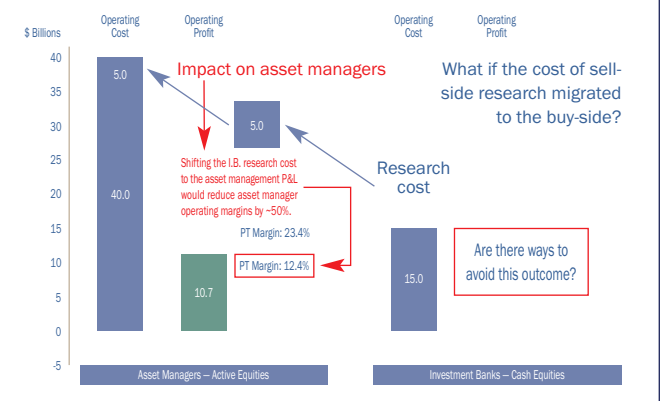 $ Billions
Operating
Cost
Operating
Profit
Operating
Cost
Operating
Profit
40
35
30
25
20
15
10
5
0
-5
5.0
40.0
Impact on asset managers
5.0
Shifting the I.B. research cost
to the asset management P&L
would reduce asset manager
operating margins by ~50%.
PT Margin: 23.4%
PT Margin: 12.4%
10.7
Research
cost
What if the cost of sell-
side research migrated
to the buy-side?
15.0
Are there ways to
avoid this outcome?
Asset Managers – Active Equities
Investment Banks – Cash Equities